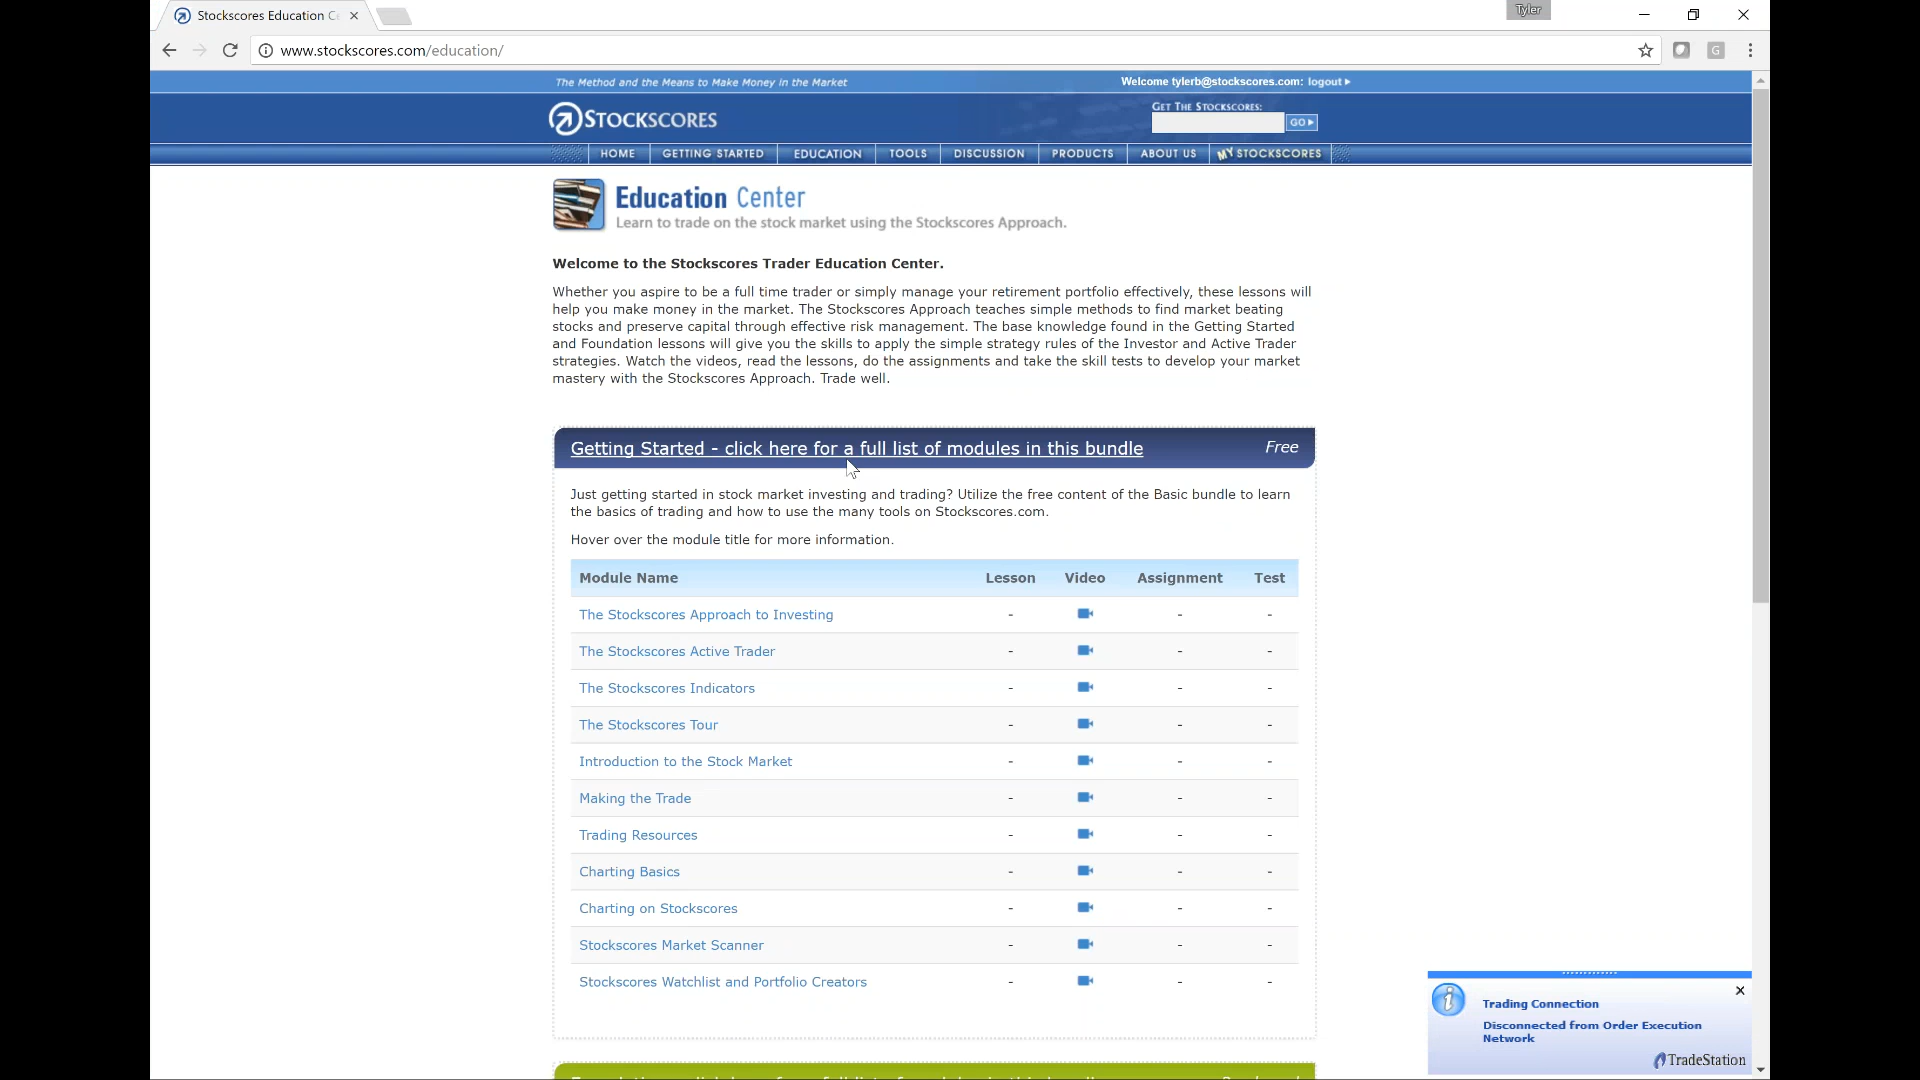 Stockscores Education Ce
Tyler
www.stockscores.com/education/
G
The Method and the Means to Make Money in the Market
Welcome tylerb@stockscores.com: logout
STOCKSCORES
GET THE STOCKSCORES:
GO
HOME
GETTING STARTED
EDUCATION
TOOLS
DISCUSSION
PRODUCTS
ABOUT US
MY STOCKSCORES
Education Center
Learn to trade on the stock market using the Stockscores Approach.
Welcome to the Stockscores Trader Education Center.
Whether you aspire to be a full time trader or simply manage your retirement portfolio effectively, these lessons will
help you make money in the market. The Stockscores Approach teaches simple methods to find market beating
stocks and preserve capital through effective risk management. The base knowledge found in the Getting Started
and Foundation lessons will give you the skills to apply the simple strategy rules of the Investor and Active Trader
strategies. Watch the videos, read the lessons, do the assignments and take the skill tests to develop your market
mastery with the Stockscores Approach. Trade well.
Getting Started - click here for a full list of modules in this bundle
Free
Just getting started in stock market investing and trading? Utilize the free content of the Basic bundle to learn
the basics of trading and how to use the many tools on Stockscores.com.
Hover over the module title for more information.
Module Name Lesson Video Assignment Test
The Stockscores Approach to Investing - - -
The Stockscores Active Trader - - -
The Stockscores Indicators - - -
The Stockscores Tour - - -
Introduction to the Stock Market - - -
Making the Trade - - -
Trading Resources - - -
Charting Basics - - -
Charting on Stockscores - - -
Stockscores Market Scanner - - -
Stockscores Watchlist and Portfolio Creators - - -
Trading Connection
Disconnected from Order Execution
Network
TradeStation